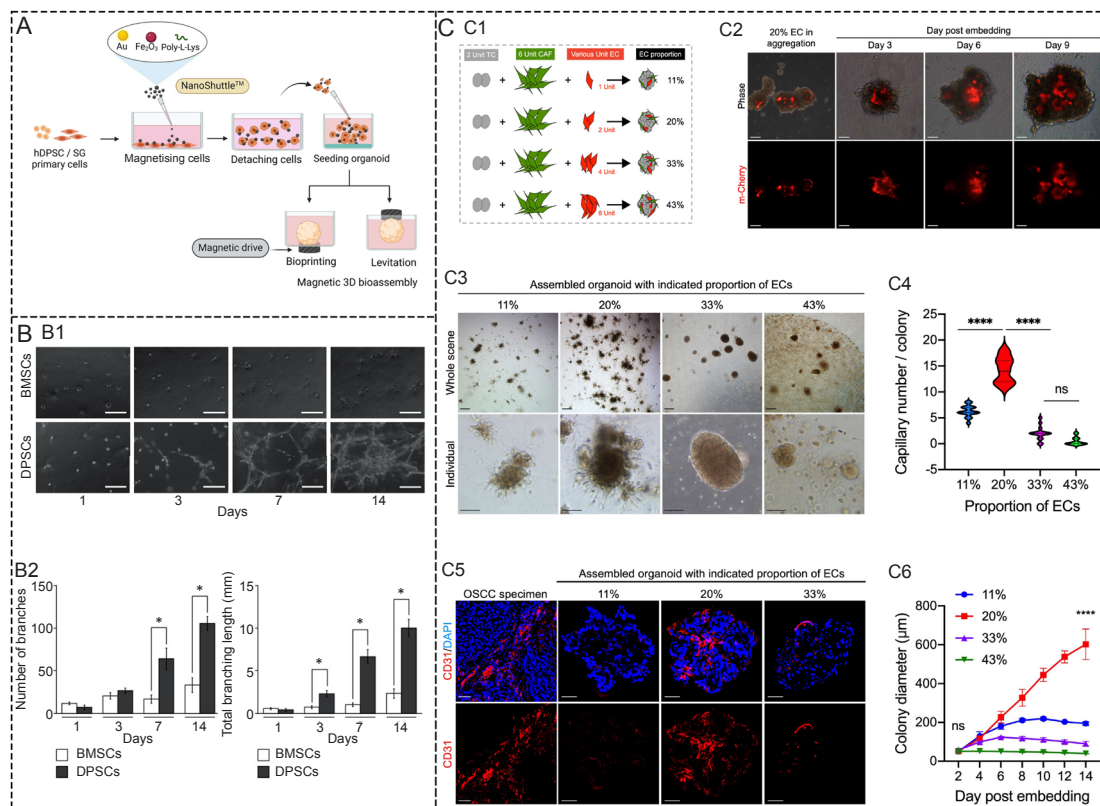 A
Au
Fe₂O₃
Poly-L-Lys
NanoShuttle™
hDPSC / SG
primary cells
Magnetising cells
Detaching cells
Seeding organoid
Magnetic drive
Bioprinting
Levitation
Magnetic 3D bioassembly
B
B1
BMSCs
DPSCs
1
3
7
14
Days
B2
Number of branches
150
100
50
0
*
*
1
3
7
14
Days
BMSCs
DPSCs
Total branching length (mm)
15
10
5
0
*
*
*
1
3
7
14
Days
BMSCs
DPSCs
C
C1
2 Unit TC
6 Unit CAF
Various Unit EC
EC proportion
+
+
1 Unit
11%
+
+
2 Unit
20%
+
+
4 Unit
33%
+
+
6 Unit
43%
C2
20% EC in
aggregation
Day post embedding
Day 3
Day 6
Day 9
Phase
m-Cherry
C3
Assembled organoid with indicated proportion of ECs
11%
20%
33%
43%
Whole scene
Individual
C4
Capillary number / colony
25
20
15
10
5
0
-5
****
****
ns
11%
20%
33%
43%
Proportion of ECs
C5
OSCC specimen
Assembled organoid with indicated proportion of ECs
11%
20%
33%
CD31/DAPI
CD31
C6
11%
20%
33%
43%
Colony diameter (μm)
800
600
400
200
0
ns
****
2
4
6
8
10
12
14
Day post embedding